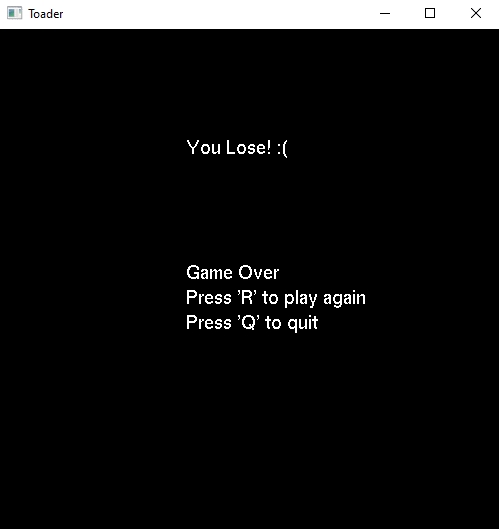 Toader
You Lose! :(
Game Over
Press 'R' to play again
Press 'Q' to quit